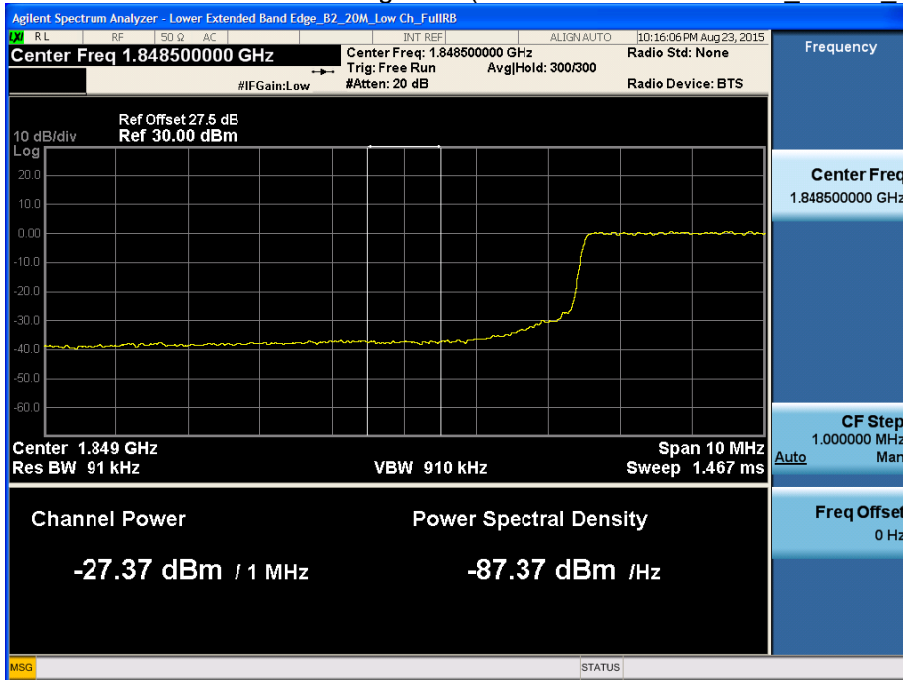 Agilent Spectrum Analyzer - Lower Extended Band Edge_B2_20M_Low Ch_FullRB
LXI RL RF 50 Ω AC INT REF ALIGN AUTO 10:16:06 PM Aug 23, 2015
Center Freq 1.848500000 GHz Center Freq: 1.848500000 GHz Radio Std: None
Trig: Free Run Avg|Hold: 300/300
#IFGain:Low #Atten: 20 dB Radio Device: BTS
Ref Offset 27.5 dB
10 dB/div Ref 30.00 dBm
Log
20.0
10.0
0.00
-10.0
-20.0
-30.0
-40.0
-50.0
-60.0
Center 1.849 GHz Span 10 MHz
Res BW 91 kHz VBW 910 kHz Sweep 1.467 ms
Channel Power Power Spectral Density
-27.37 dBm / 1 MHz -87.37 dBm /Hz
Frequency
Center Freq
1.848500000 GHz
CF Step
1.000000 MHz
Auto Man
Freq Offset
0 Hz
MSG STATUS